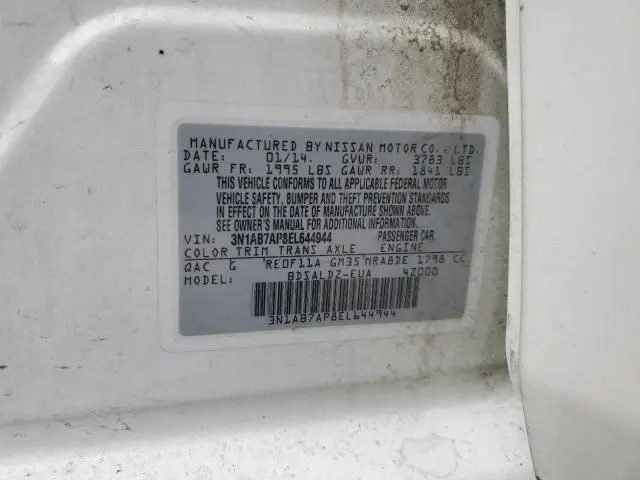 MANUFACTURED BY NISSAN MOTOR CO., LTD.
DATE: 01/14. GVWR: 3763 LBS
GAWR FR: 1995 LBS GAWR RR: 1841 LBS
THIS VEHICLE CONFORMS TO ALL APPLICABLE FEDERAL MOTOR
VEHICLE SAFETY, BUMPER AND THEFT PREVENTION STANDARDS
IN EFFECT ON THE DATE OF MANUFACTURE SHOWN ABOVE.
SEE OWNER'S MANUAL FOR ADDITIONAL INFORMATION.
VIN: 3N1AB7AP8EL644944 PASSENGER CAR.
COLOR TRIM TRANS AXLE ENGINE
QAC G RE0F11A GM35 MRA8DE 1798 CC
MODEL: BDSALDZ-EUA 4Z000
3N1AB7AP8EL644944